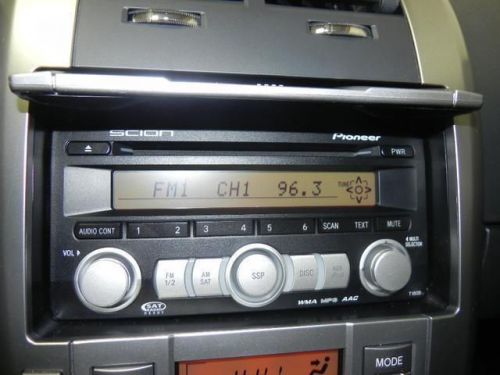 SCION Pioneer
PWR
FM1 CH1 96.3 TUNE
AUDIO CONT 1 2 3 4 5 6 SCAN TEXT MUTE
VOL
FM 1/2 AM SAT SSP DISC
SAT READY
WMA MP3 AAC
MODE